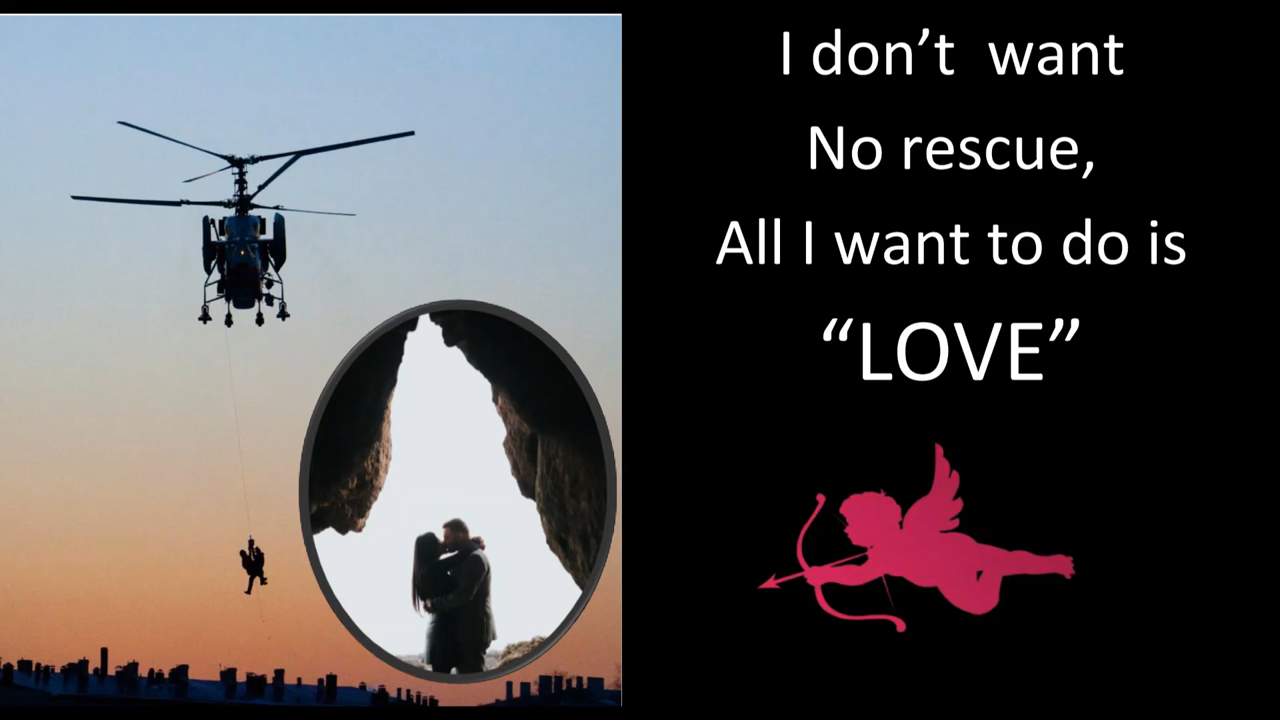 I don’t  want
No rescue,
All I want to do is
“LOVE”